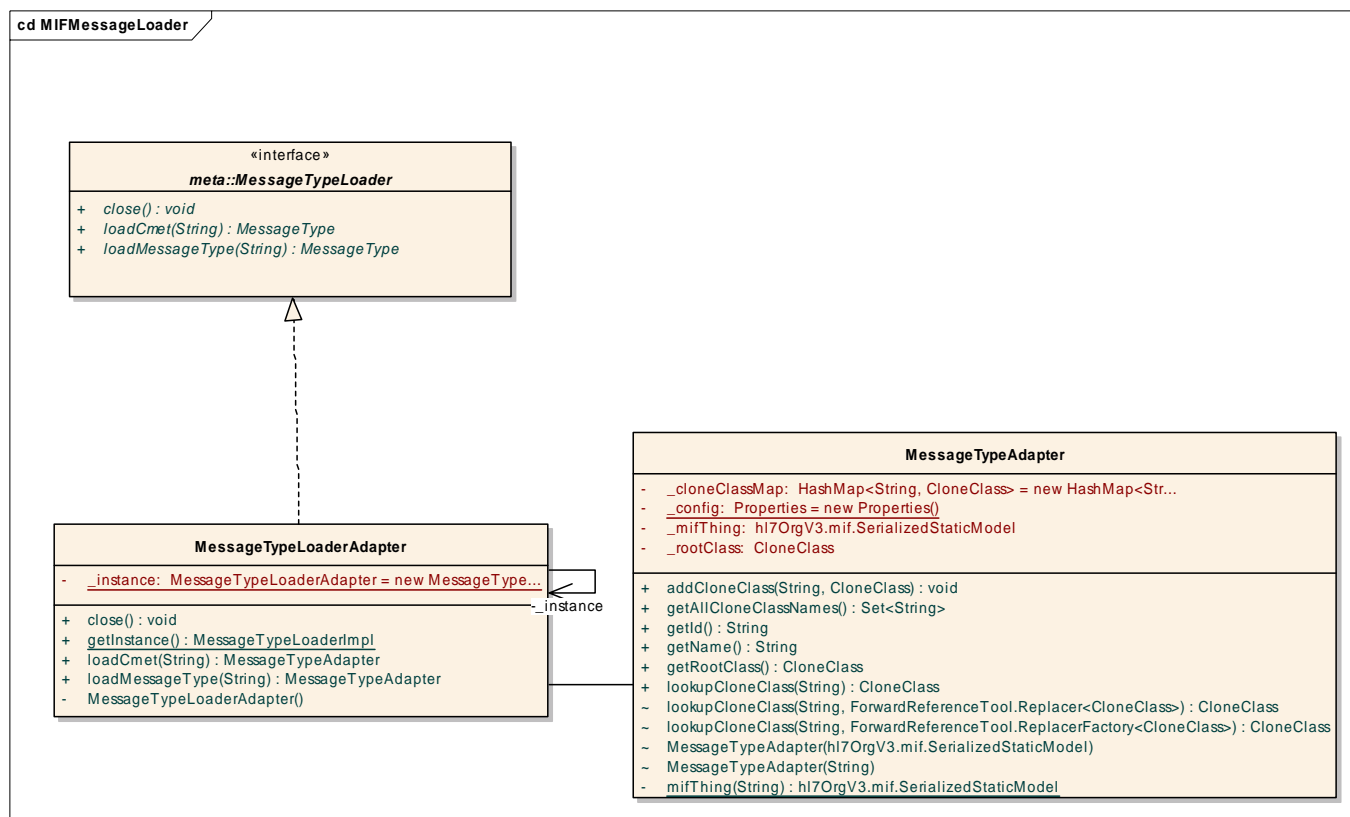 cd MIFMessageLoader
«interface»
meta::MessageTypeLoader
+ close() : void
+ loadCmet(String) : MessageType
+ loadMessageType(String) : MessageType
MessageTypeLoaderAdapter
- _instance: MessageTypeLoaderAdapter = new MessageType...
-_instance
+ close() : void
+ getInstance() : MessageTypeLoaderImpl
+ loadCmet(String) : MessageTypeAdapter
+ loadMessageType(String) : MessageTypeAdapter
- MessageTypeLoaderAdapter()
MessageTypeAdapter
- _cloneClassMap: HashMap<String, CloneClass> = new HashMap<Str...
- _config: Properties = new Properties()
- _mifThing: hl7OrgV3.mif.SerializedStaticModel
- _rootClass: CloneClass
+ addCloneClass(String, CloneClass) : void
+ getAllCloneClassNames() : Set<String>
+ getId() : String
+ getName() : String
+ getRootClass() : CloneClass
+ lookupCloneClass(String) : CloneClass
~ lookupCloneClass(String, ForwardReferenceTool.Replacer<CloneClass>) : CloneClass
~ lookupCloneClass(String, ForwardReferenceTool.ReplacerFactory<CloneClass>) : CloneClass
~ MessageTypeAdapter(hl7OrgV3.mif.SerializedStaticModel)
~ MessageTypeAdapter(String)
- mifThing(String) : hl7OrgV3.mif.SerializedStaticModel